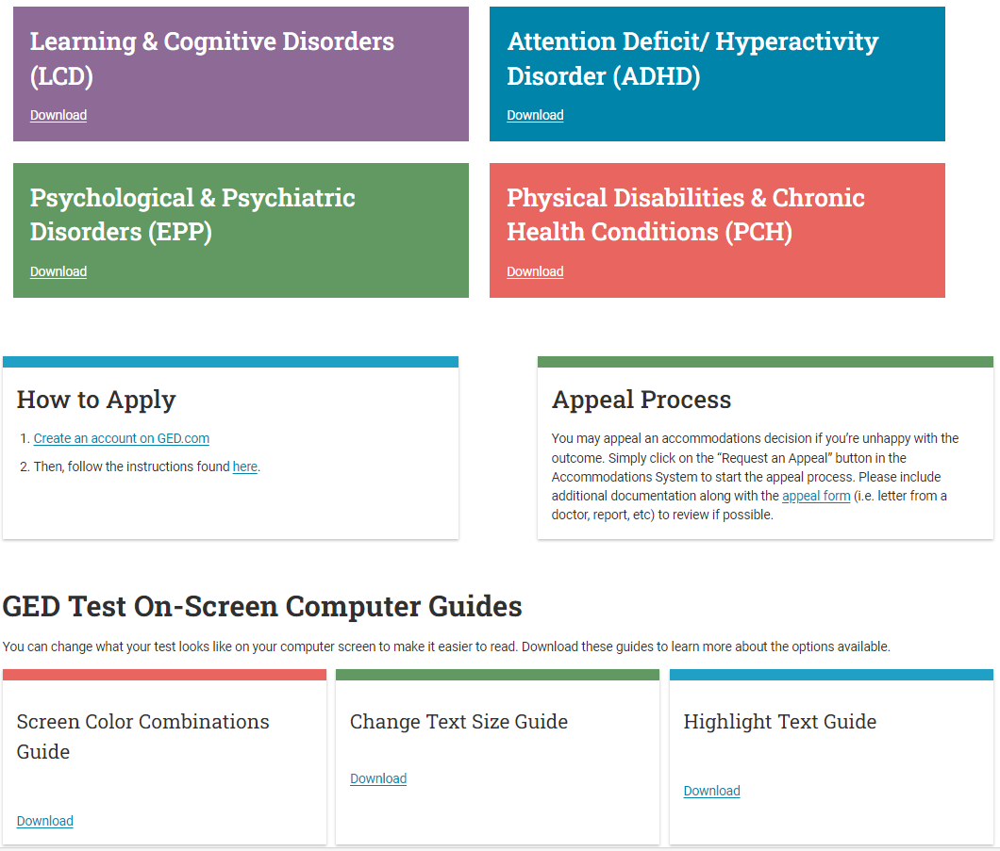 Learning & Cognitive Disorders
(LCD)
Download
Attention Deficit/ Hyperactivity
Disorder (ADHD)
Download
Psychological & Psychiatric
Disorders (EPP)
Download
Physical Disabilities & Chronic
Health Conditions (PCH)
Download
How to Apply
1. Create an account on GED.com
2. Then, follow the instructions found here.
Appeal Process
You may appeal an accommodations decision if you’re unhappy with the
outcome. Simply click on the “Request an Appeal” button in the
Accommodations System to start the appeal process. Please include
additional documentation along with the appeal form (i.e. letter from a
doctor, report, etc) to review if possible.
GED Test On-Screen Computer Guides
You can change what your test looks like on your computer screen to make it easier to read. Download these guides to learn more about the options available.
Screen Color Combinations
Guide
Download
Change Text Size Guide
Download
Highlight Text Guide
Download